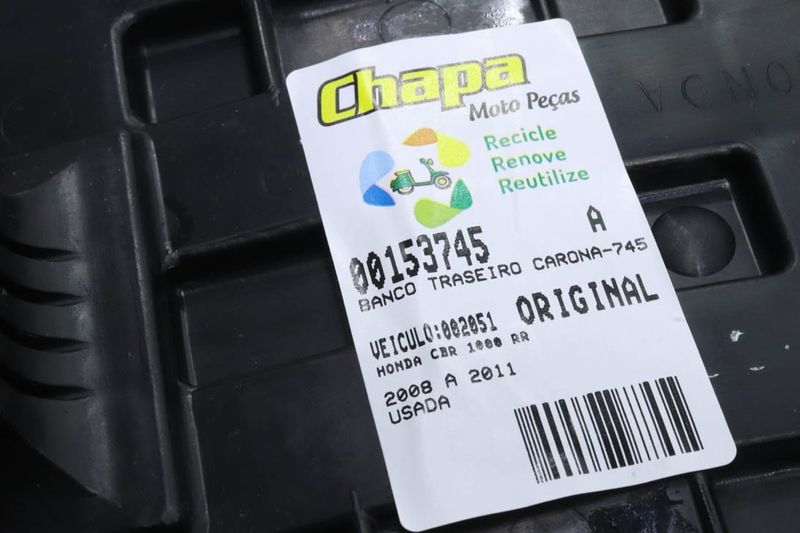 Chapa
Moto Peças
Recicle
Renove
Reutilize
00153745 A
BANCO TRASEIRO CARONA-745
VEICULO:002051 ORIGINAL
HONDA CBR 1000 RR
2008 A 2011
USADA